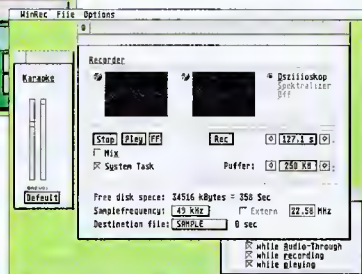 WinRec File Options
Recorder
Karaoke
Oszilloskop
Spektralizer
Off
Stop Play FF
Rec
127.1 s
Mix
System Task
Puffer: 250 KB
Default
Free disk space: 34516 kBytes = 358 Sec
Samplefrequency: 49 kHz
Extern 22.58 MHz
Destination file: SAMPLE 0 sec
while Audio-Through
while recording
while playing